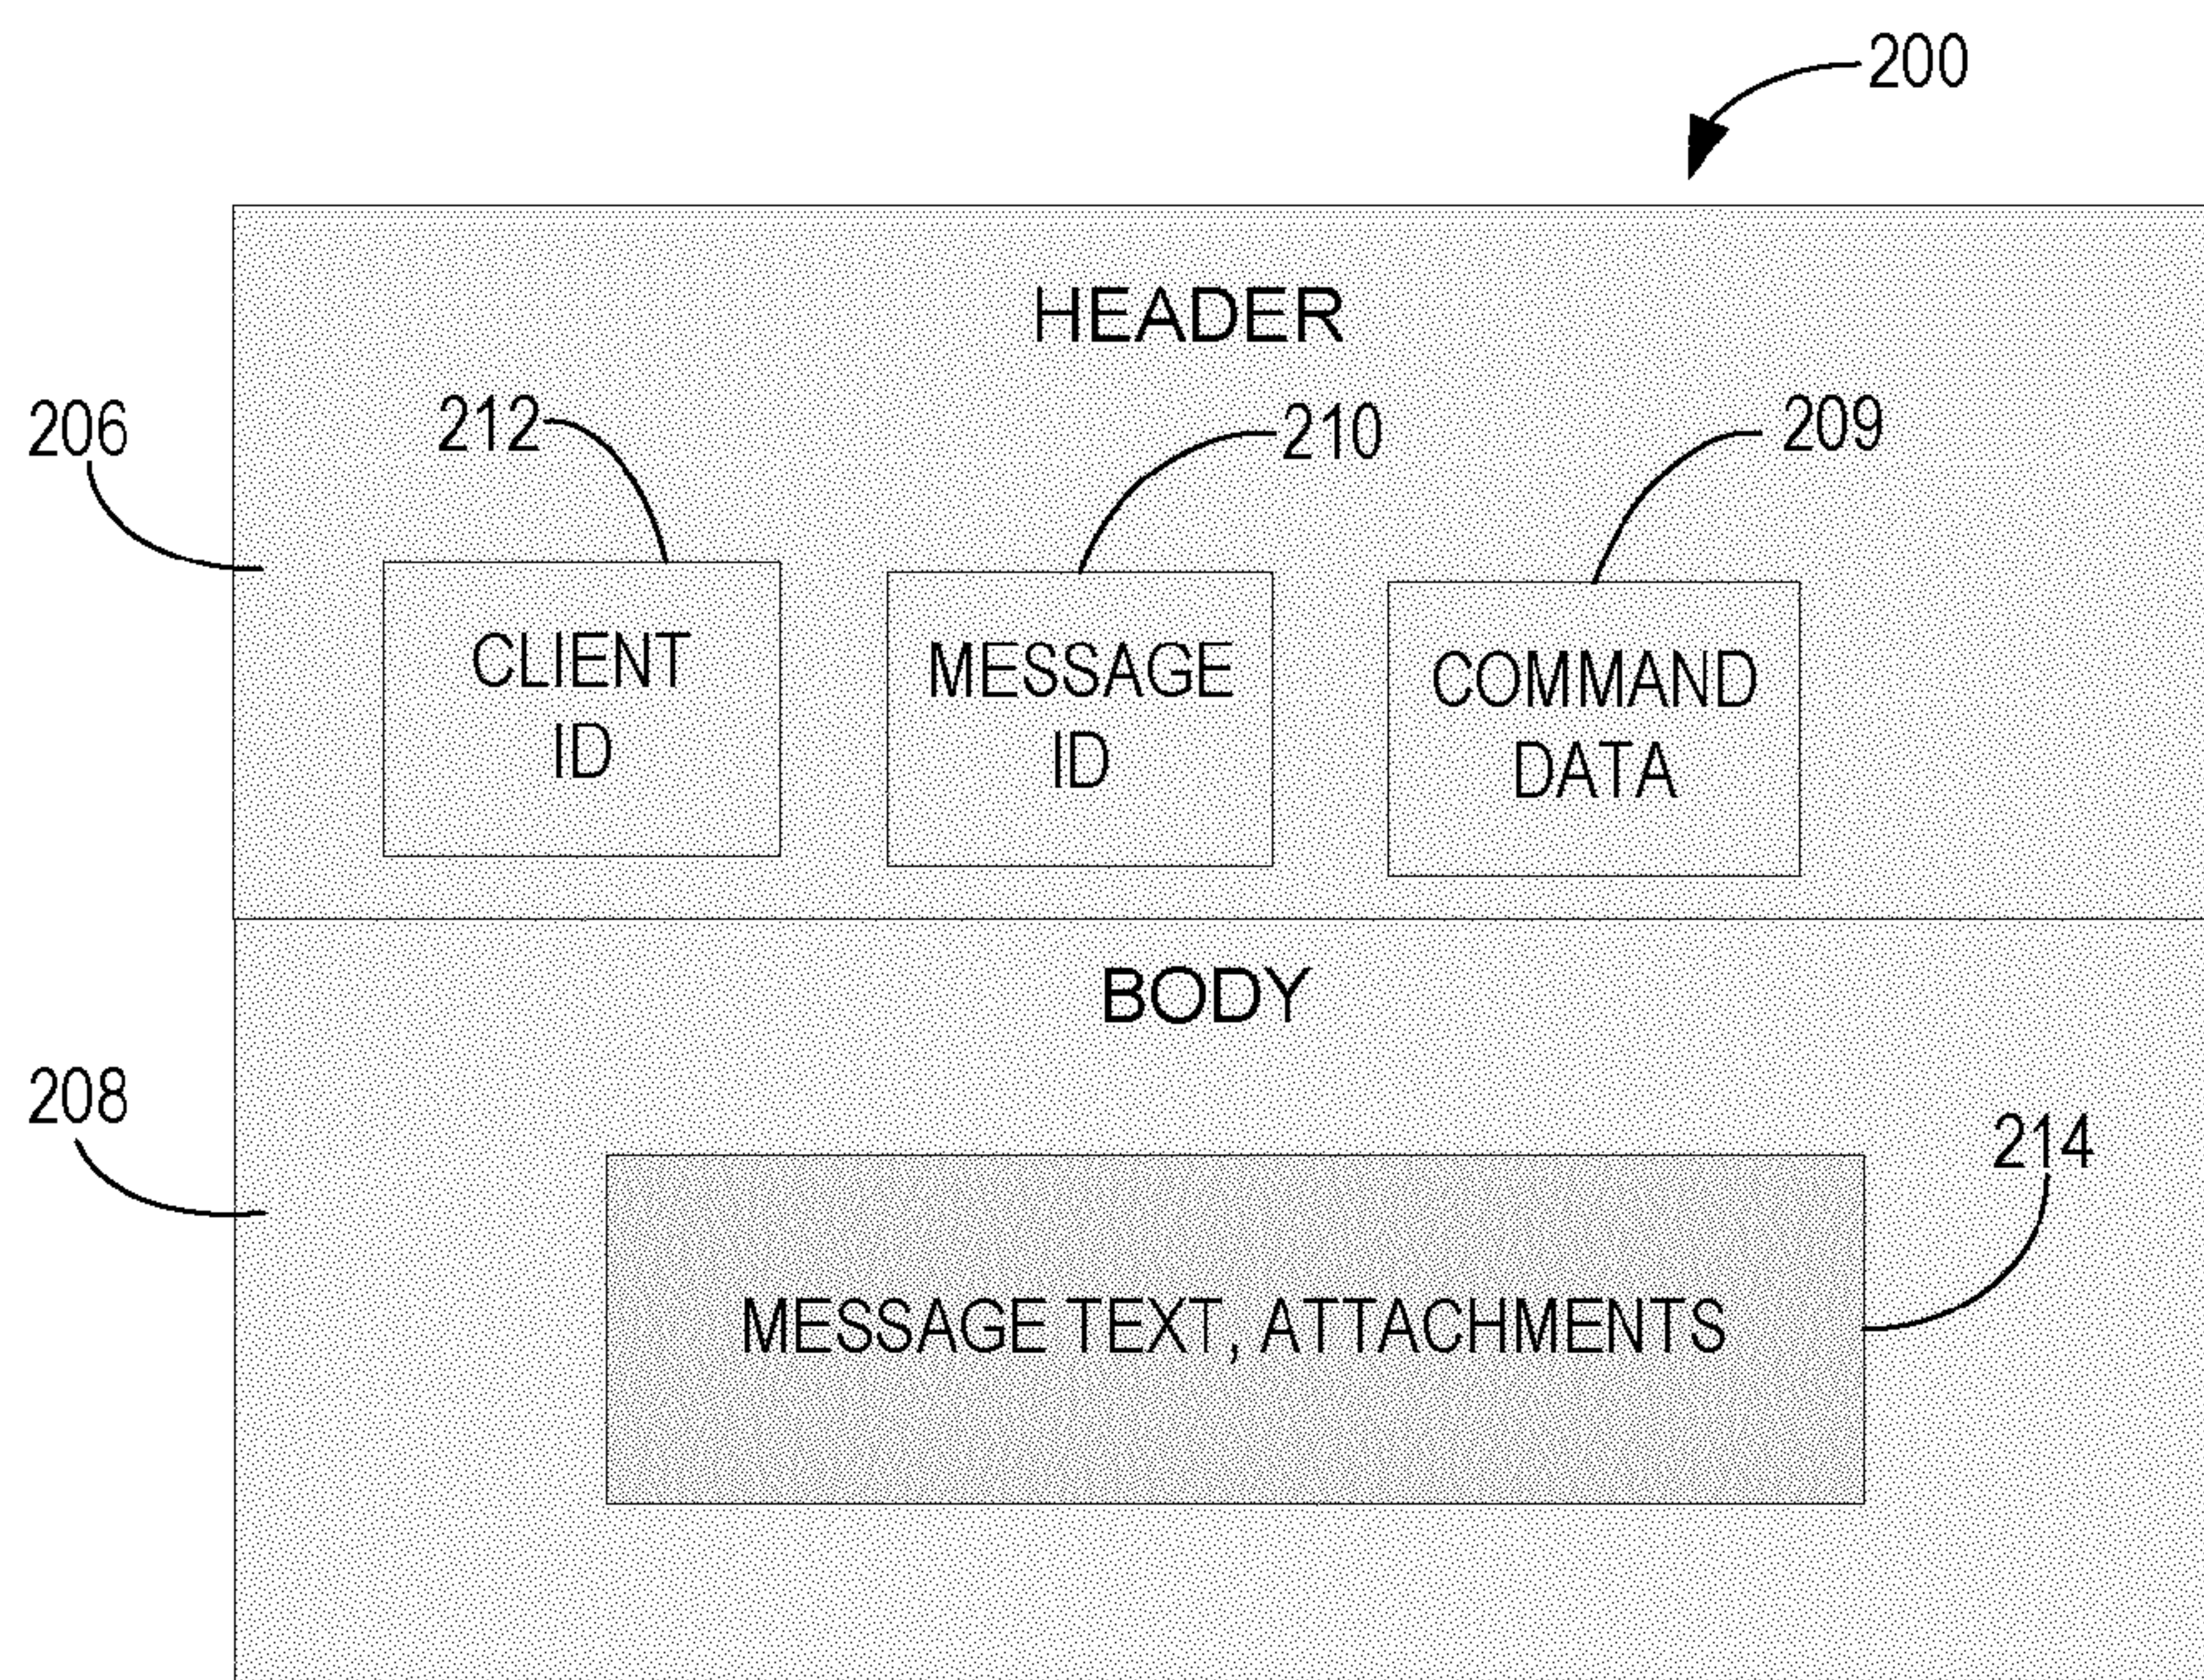 200
HEADER
206
212
210
209
CLIENT
ID
MESSAGE
ID
COMMAND
DATA
BODY
208
214
MESSAGE TEXT, ATTACHMENTS